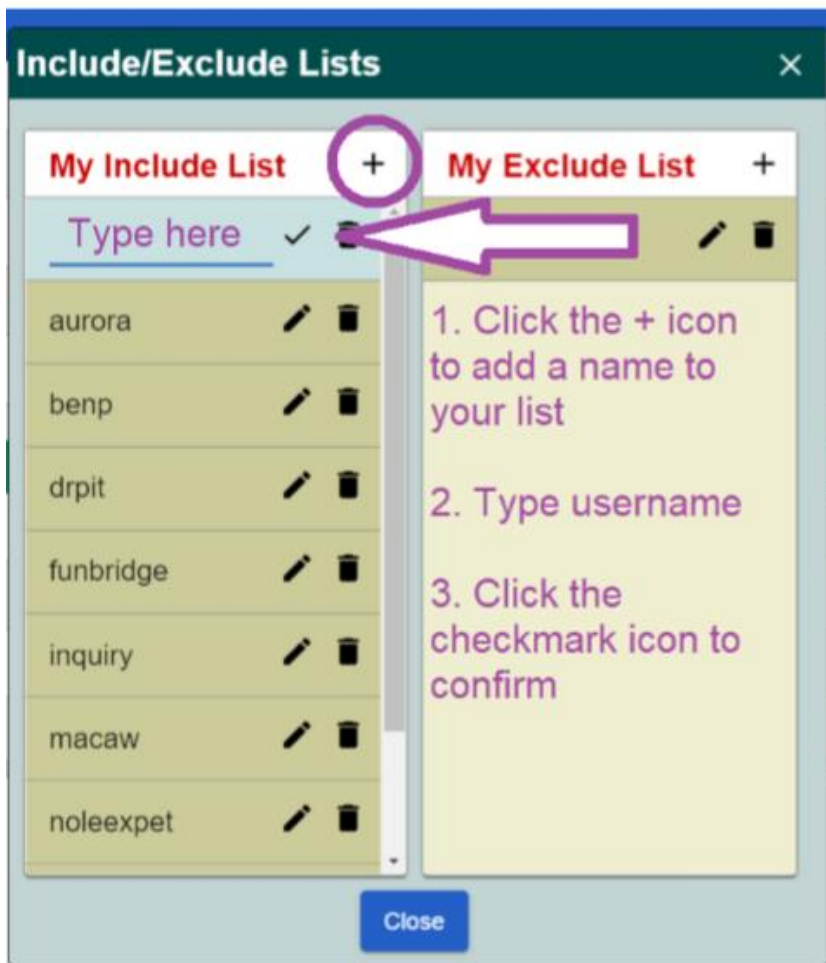 Include/Exclude Lists ×
My Include List +
Type here
aurora
benp
drpit
funbridge
inquiry
macaw
noleexpet
My Exclude List +
1. Click the + icon
to add a name to
your list
2. Type username
3. Click the
checkmark icon to
confirm
Close